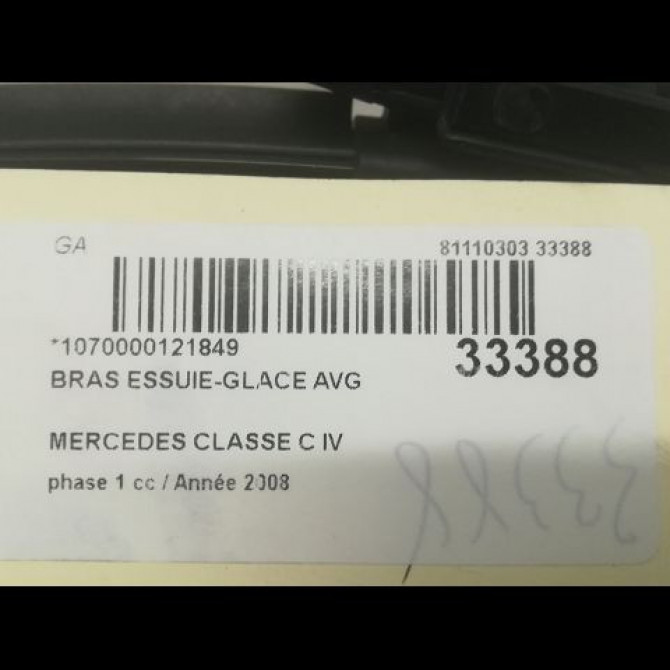 GA
81110303 33388
*1070000121849
33388
BRAS ESSUIE-GLACE AVG
MERCEDES CLASSE C IV
phase 1 cc / Année 2008
33388